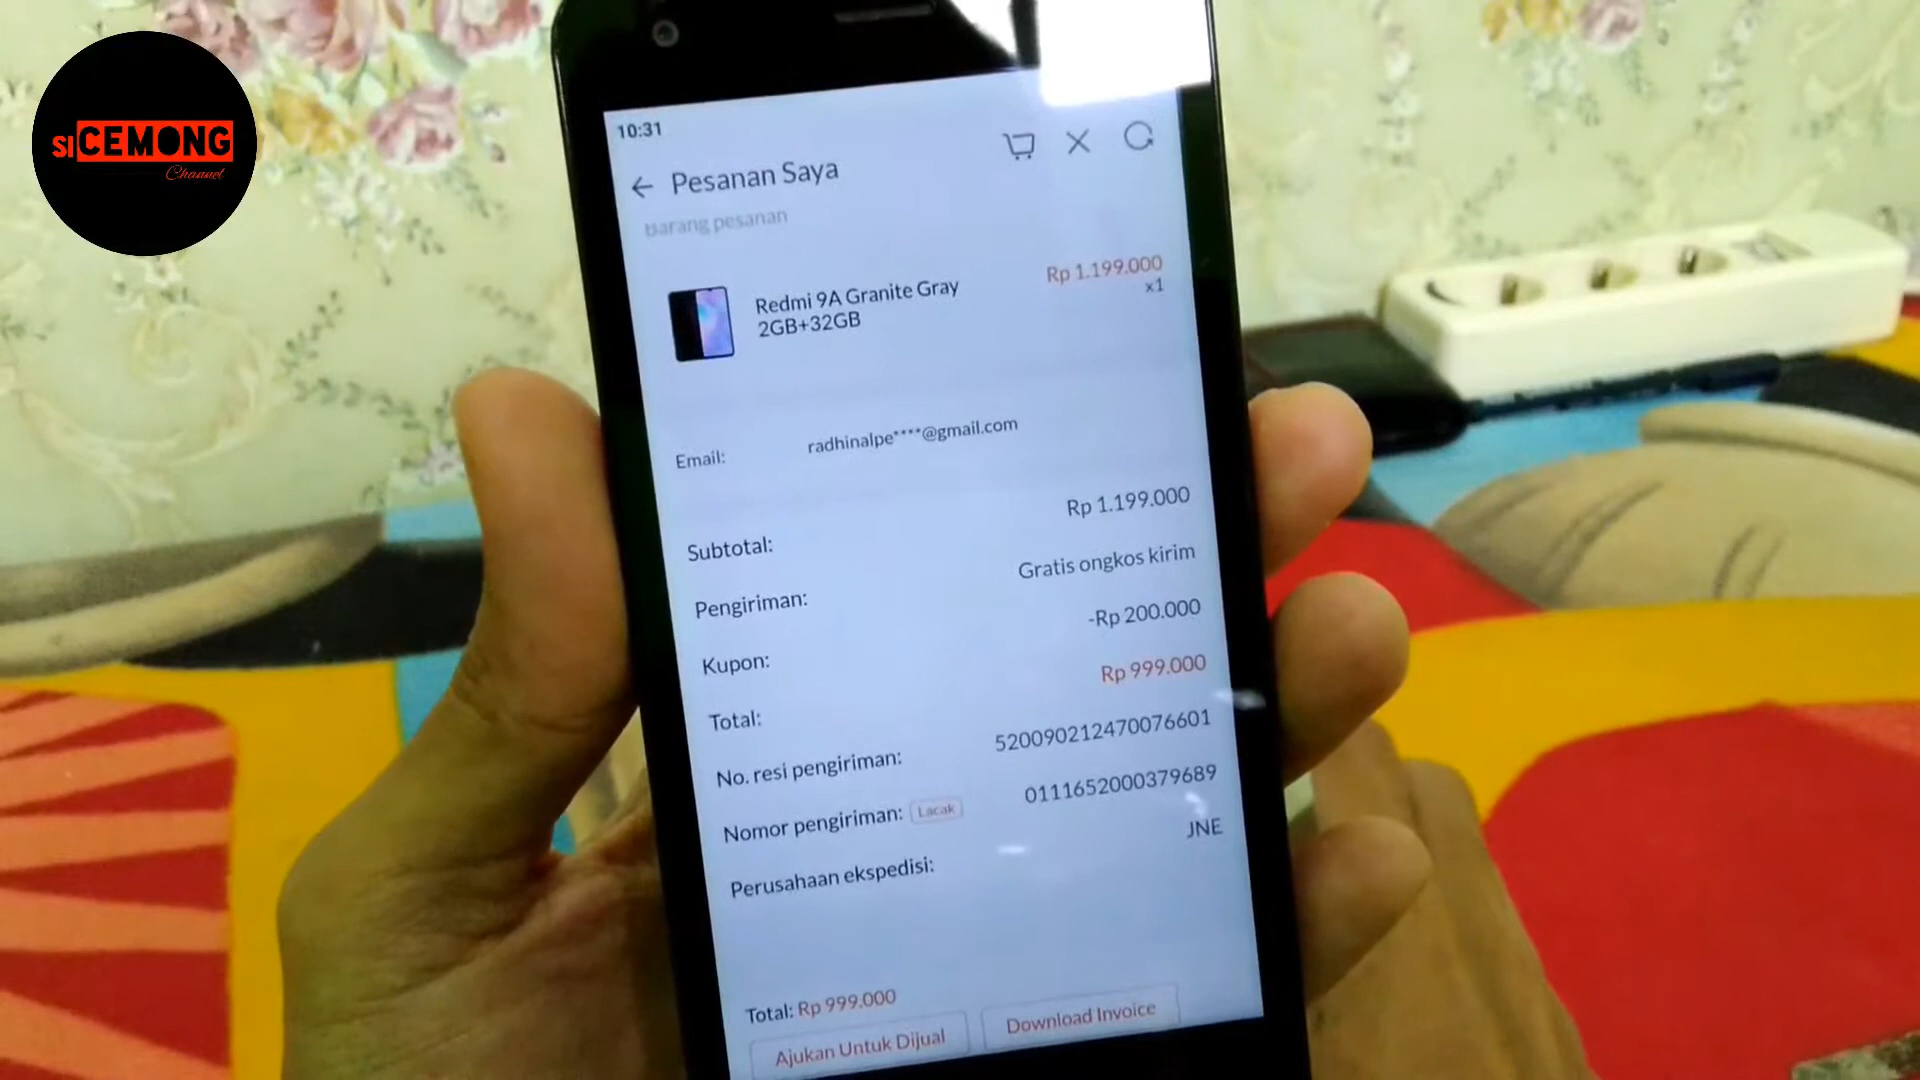 SICEMONG
Channel
10:31
Pesanan Saya
Barang pesanan
Redmi 9A Granite Gray
2GB+32GB
Rp 1.199.000
x1
Email: radhinalpe****@gmail.com
Subtotal: Rp 1.199.000
Pengiriman: Gratis ongkos kirim
Kupon: -Rp 200.000
Total: Rp 999.000
No. resi pengiriman: 520090212470076601
Nomor pengiriman: Lacak 0111652000379689
Perusahaan ekspedisi: JNE
Total: Rp 999.000
Ajukan Untuk Dijual
Download Invoice